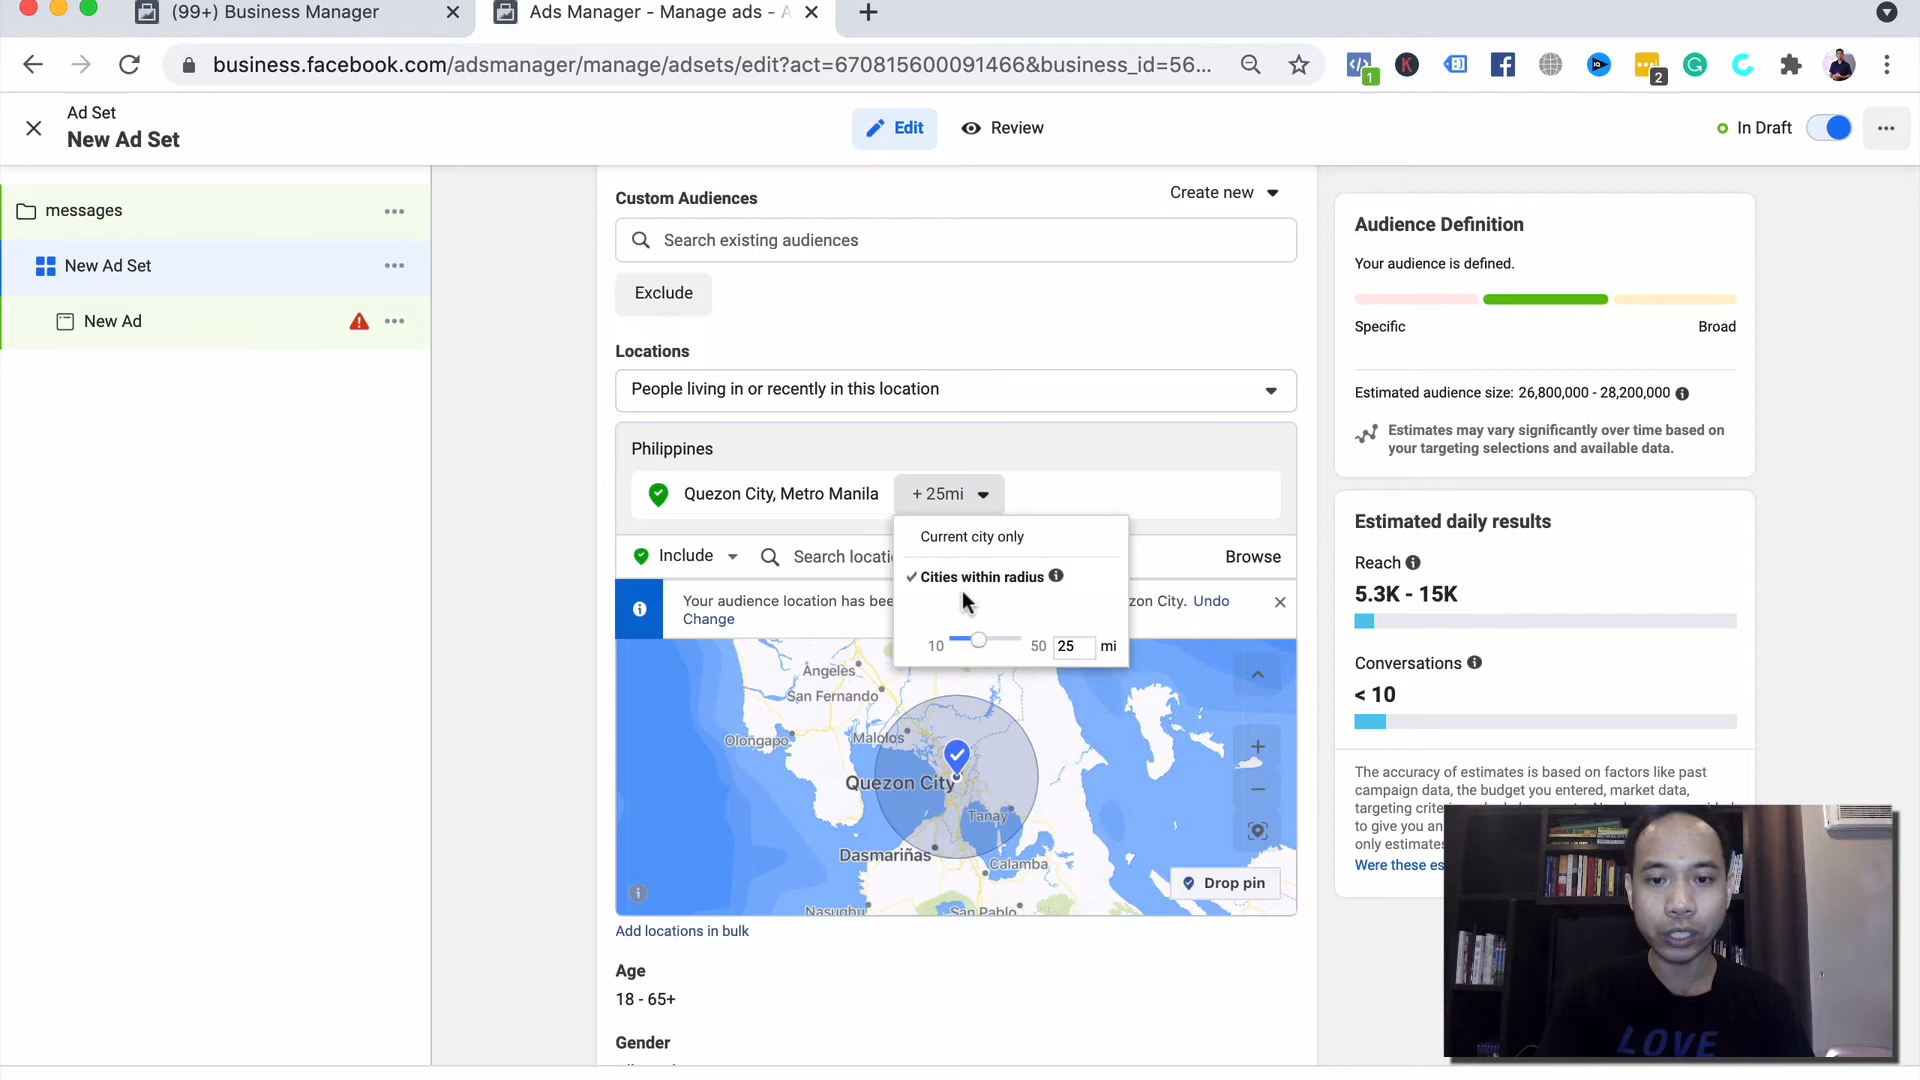 (99+) Business Manager
Ads Manager - Manage ads - A
business.facebook.com/adsmanager/manage/adsets/edit?act=670815600091466&business_id=56...
1
K
2
Ad Set
New Ad Set
Edit
Review
In Draft
messages
New Ad Set
New Ad
Custom Audiences
Create new
Search existing audiences
Exclude
Locations
People living in or recently in this location
Philippines
Quezon City, Metro Manila
+ 25mi
Current city only
Cities within radius
10
50
25
mi
Include
Search locati
Browse
Your audience location has bee
zon City. Undo
Change
Angeles
San Fernando
Olongapo
Malolos
Quezon City
Tanay
Dasmariñas
Calamba
Nasugbu
San Pablo
Drop pin
Add locations in bulk
Age
18 - 65+
Gender
Audience Definition
Your audience is defined.
Specific
Broad
Estimated audience size: 26,800,000 - 28,200,000
Estimates may vary significantly over time based on
your targeting selections and available data.
Estimated daily results
Reach
5.3K - 15K
Conversations
< 10
The accuracy of estimates is based on factors like past
campaign data, the budget you entered, market data,
to give you an
only estimates
Were these es
LOVE